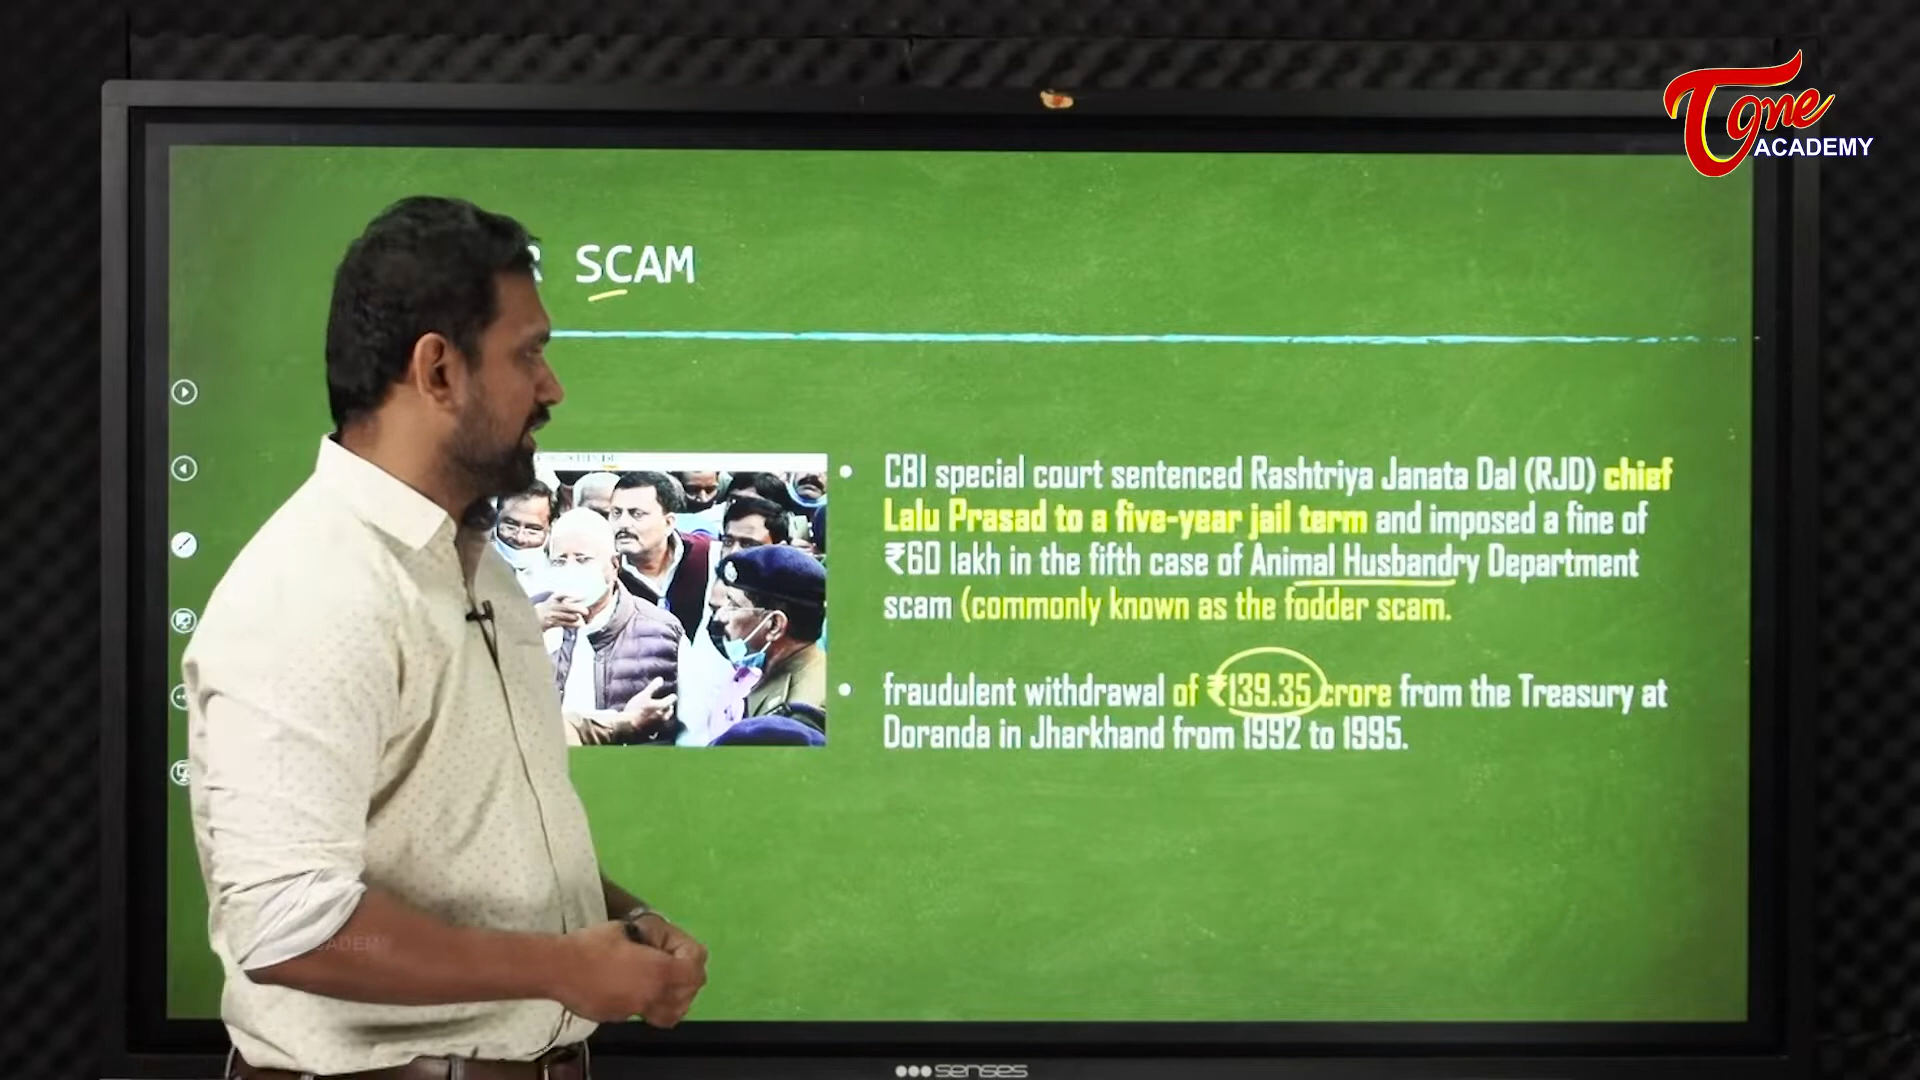 Tone
ACADEMY
SCAM
CBI special court sentenced Rashtriya Janata Dal (RJD) chief
Lalu Prasad to a five-year jail term and imposed a fine of
₹60 lakh in the fifth case of Animal Husbandry Department
scam (commonly known as the fodder scam.
fraudulent withdrawal of ₹139.35 crore from the Treasury at
Doranda in Jharkhand from 1992 to 1995.
senses